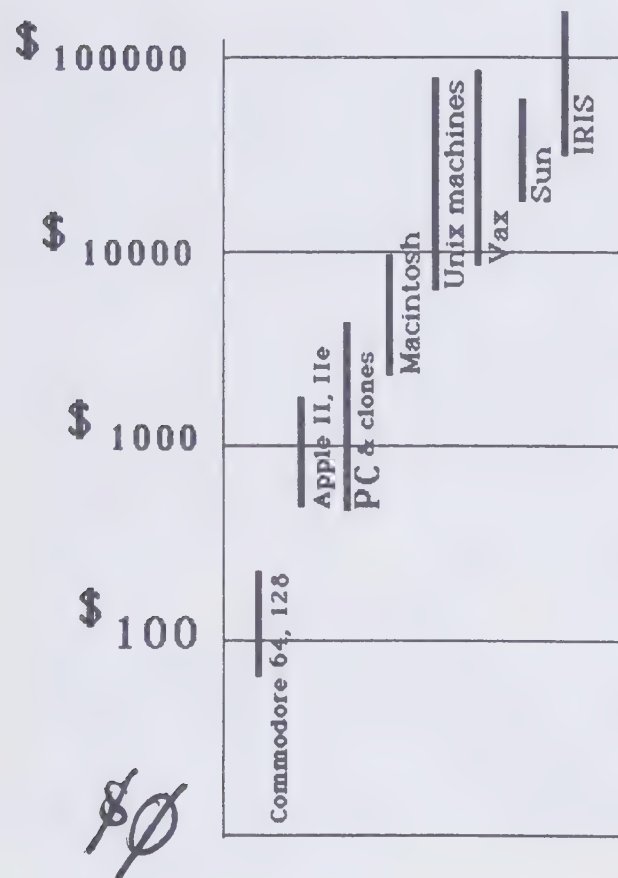 $ 100000
$ 10000
$ 1000
$ 100
$0
Commodore 64, 128
Apple II, IIe
PC & clones
Macintosh
Unix machines
Vax
Sun
IRIS